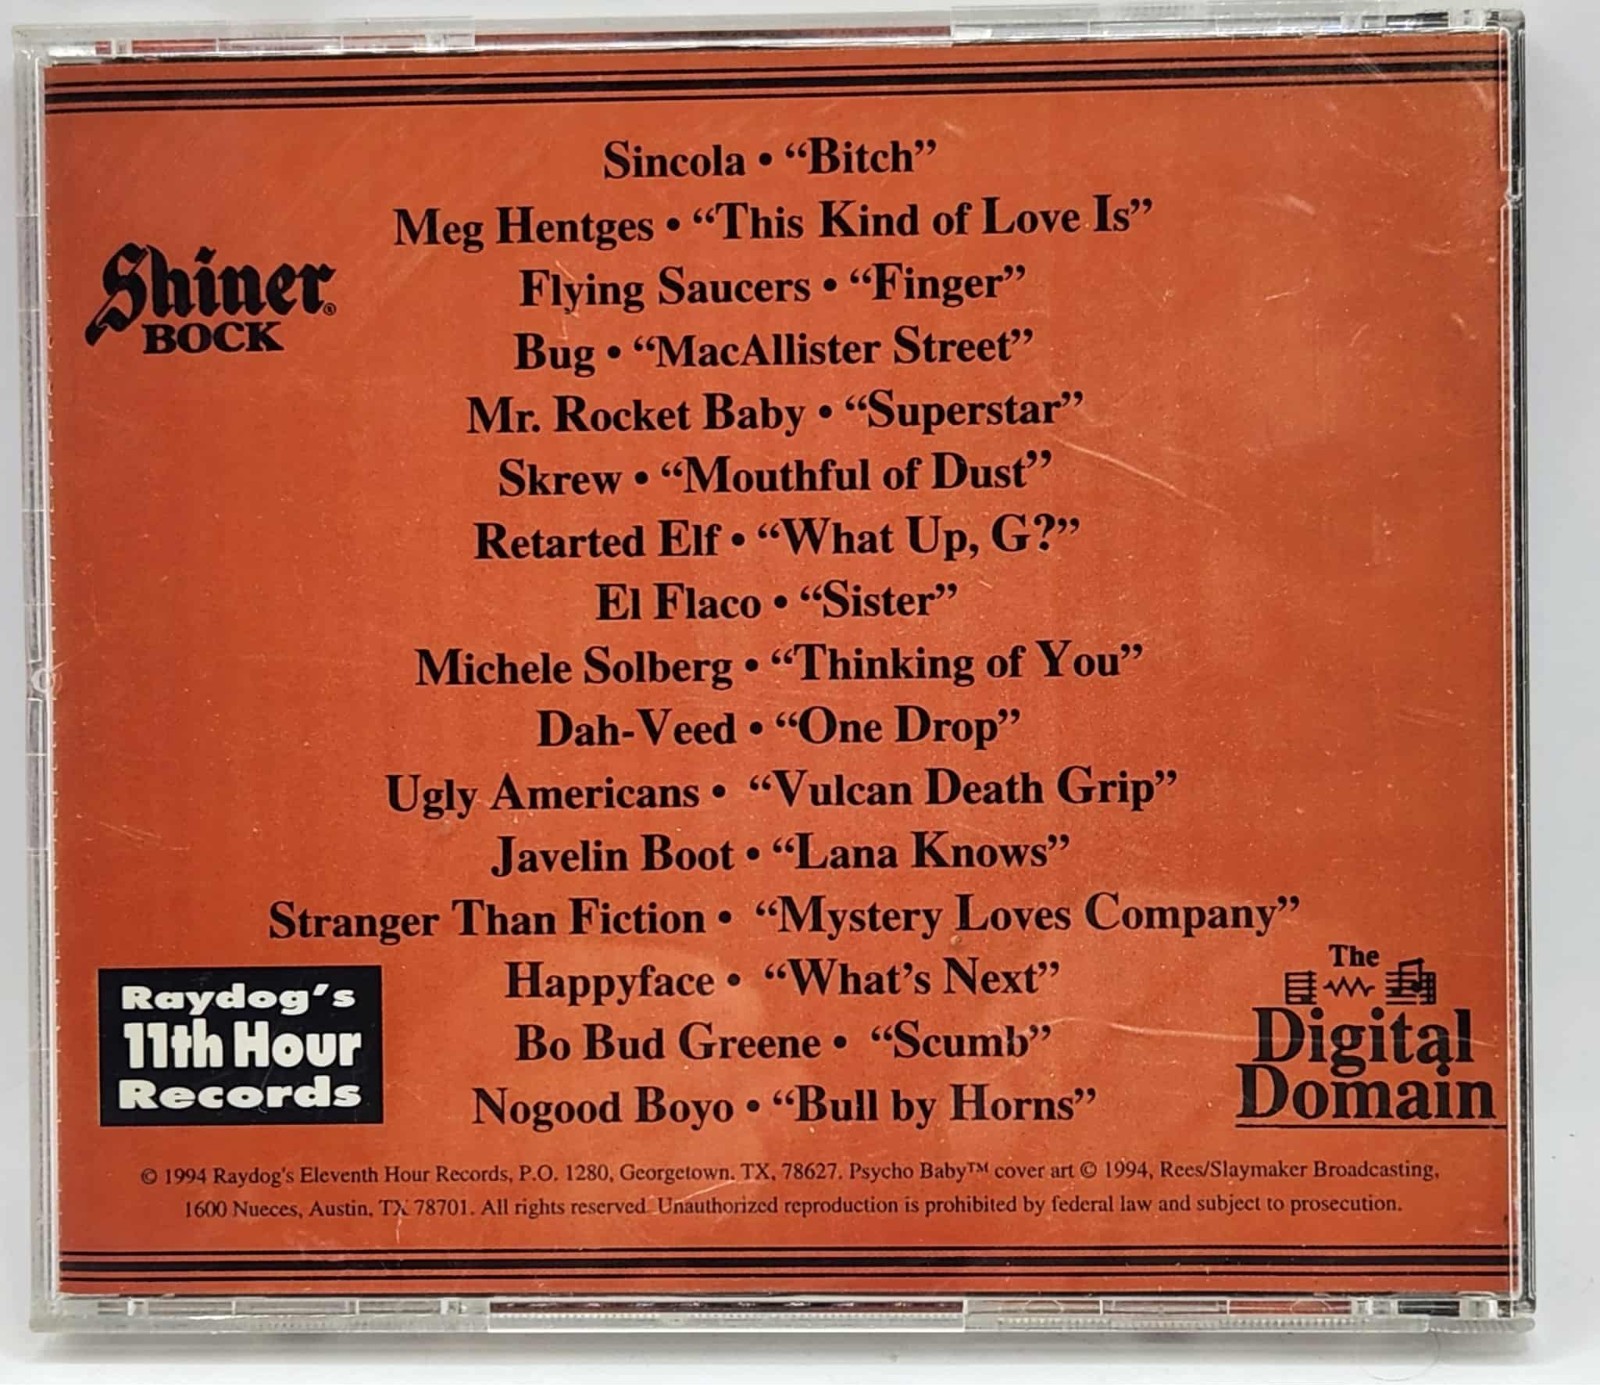 Sincola • “Bitch”
Meg Hentges • “This Kind of Love Is”
Flying Saucers • “Finger”
Shiner®
BOCK
Bug • “MacAllister Street”
Mr. Rocket Baby • “Superstar”
Skrew • “Mouthful of Dust”
Retarted Elf • “What Up, G?”
El Flaco • “Sister”
Michele Solberg • “Thinking of You”
Dah-Veed • “One Drop”
Ugly Americans • “Vulcan Death Grip”
Javelin Boot • “Lana Knows”
Stranger Than Fiction • “Mystery Loves Company”
Happyface • “What’s Next”
Bo Bud Greene • “Scumb”
Nogood Boyo • “Bull by Horns”
Raydog’s
11th Hour
Records
The
Digital
Domain
© 1994 Raydog's Eleventh Hour Records, P.O. 1280, Georgetown. TX, 78627. Psycho Baby™ cover art © 1994, Rees/Slaymaker Broadcasting,
1600 Nueces, Austin, TX 78701. All rights reserved. Unauthorized reproduction is prohibited by federal law and subject to prosecution.